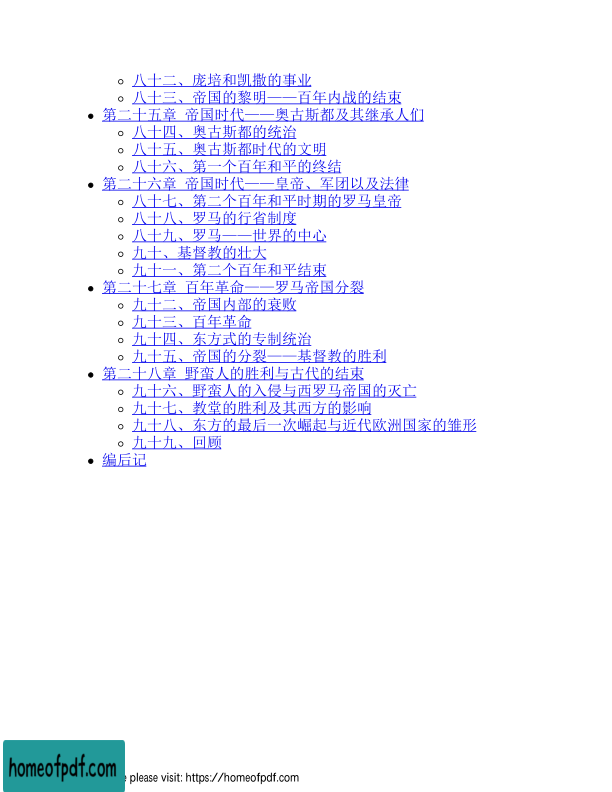 八十二、庞培和凯撒的事业
八十三、帝国的黎明——百年内战的结束
第二十五章 帝国时代——奥古斯都及其继承人们
八十四、奥古斯都的统治
八十五、奥古斯都时代的文明
八十六、第一个百年和平的终结
第二十六章 帝国时代——皇帝、军团以及法律
八十七、第二个百年和平时期的罗马皇帝
八十八、罗马的行省制度
八十九、罗马——世界的中心
九十、基督教的壮大
九十一、第二个百年和平结束
第二十七章 百年革命——罗马帝国分裂
九十二、帝国内部的衰败
九十三、百年革命
九十四、东方式的专制统治
九十五、帝国的分裂——基督教的胜利
第二十八章 野蛮人的胜利与古代的结束
九十六、野蛮人的入侵与西罗马帝国的灭亡
九十七、教堂的胜利及其西方的影响
九十八、东方的最后一次崛起与近代欧洲国家的雏形
九十九、回顾
编后记
homeofpdf.com
e please visit: https://homeofpdf.com